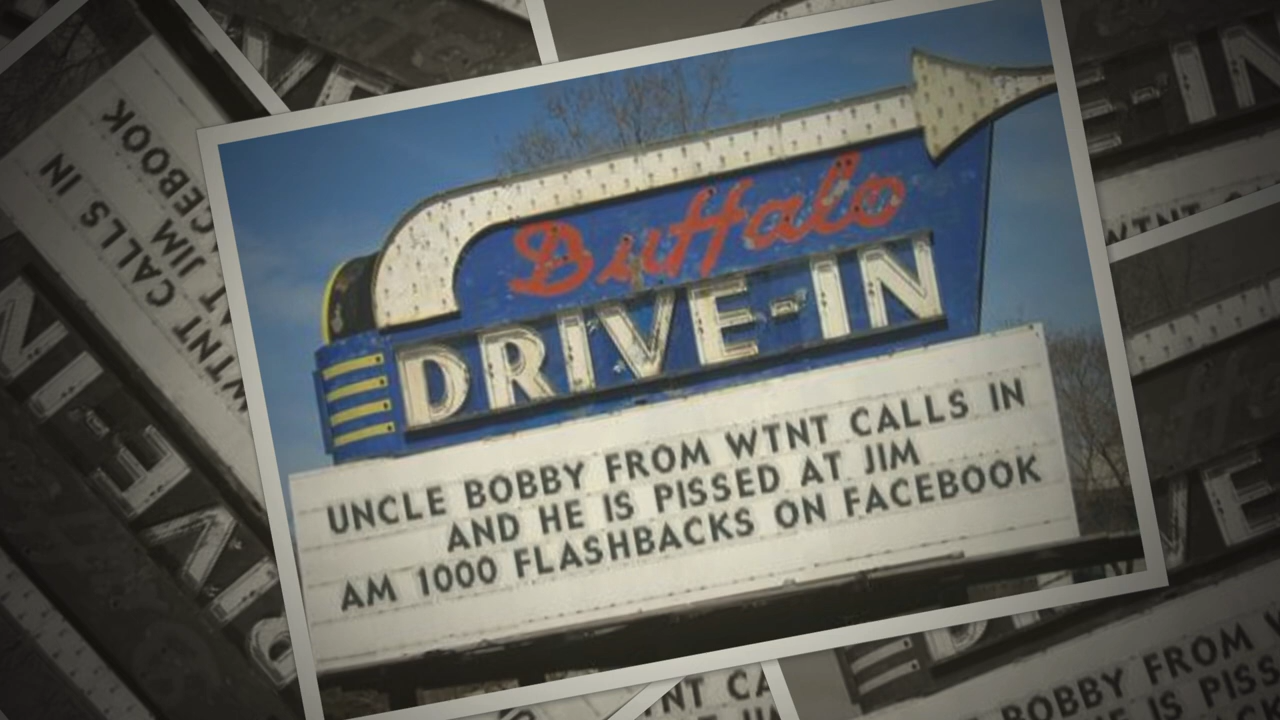 Buffalo
DRIVE-IN
UNCLE BOBBY FROM WTNT CALLS IN
AND HE IS PISSED AT JIM
AM 1000 FLASHBACKS ON FACEBOOK